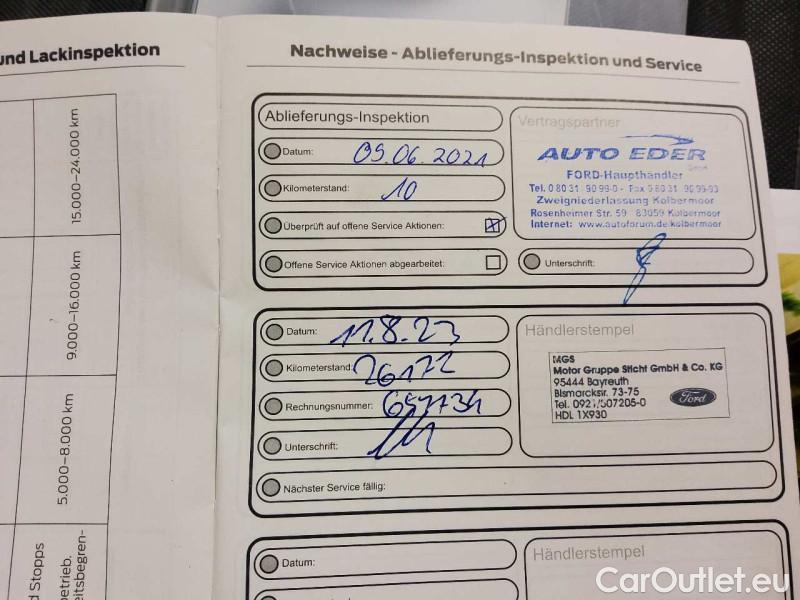 und Lackinspektion
15.000–24.000 km
9.000–16.000 km
5.000–8.000 km
d Stopps
Nachweise - Ablieferungs-Inspektion und Service
Ablieferungs-Inspektion
Datum: 09.06.2021
Kilometerstand: 10
Überprüft auf offene Service Aktionen:
Offene Service Aktionen abgearbeitet:
Vertragspartner
AUTO EDER
GmbH
FORD-Haupthändler
Tel. 0 80 31 90 99-0 - Fax 0 80 31 90 99-93
Zweigniederlassung Kolbermoor
Rosenheimer Str. 59 83059 Kolbermoor
Internet: www.autoforum.de/kolbermoor
Unterschrift:
Datum: 11.8.23
Kilometerstand: 26172
Rechnungsnummer:
Unterschrift:
Nächster Service fällig:
Händlerstempel
MGS
Motor Gruppe Sticht GmbH & Co. KG
95444 Bayreuth
Bismarckstr. 73-75
Tel. 0921/507205-0
HDL 1X930
Ford
Datum:
Händlerstempel
CarOutlet.eu